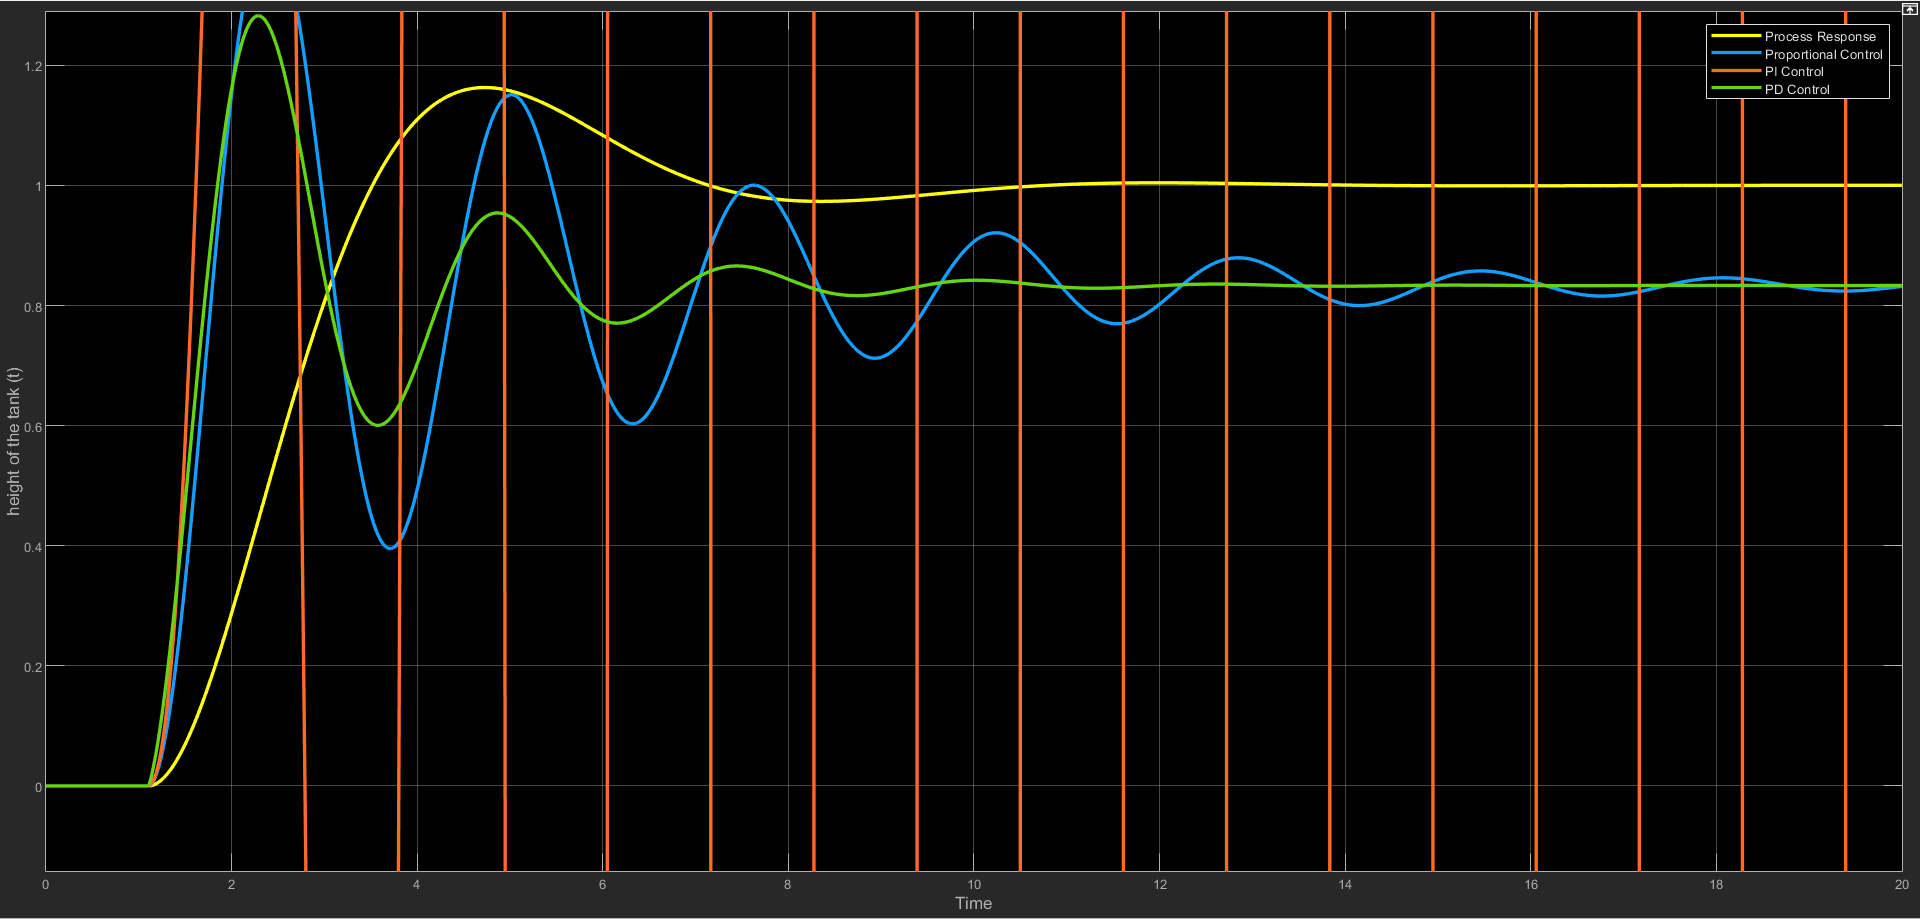 Process Response
Proportional Control
PI Control
PD Control
1.2
1
0.8
0.6
0.4
0.2
0
height of the tank (t)
0 2 4 6 8 10 12 14 16 18 20
Time